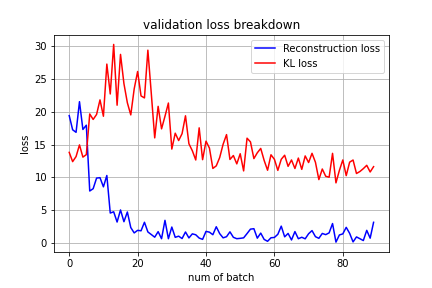 validation loss breakdown
Reconstruction loss
KL loss
loss
30
25
20
15
10
5
0
0
20
40
60
80
num of batch